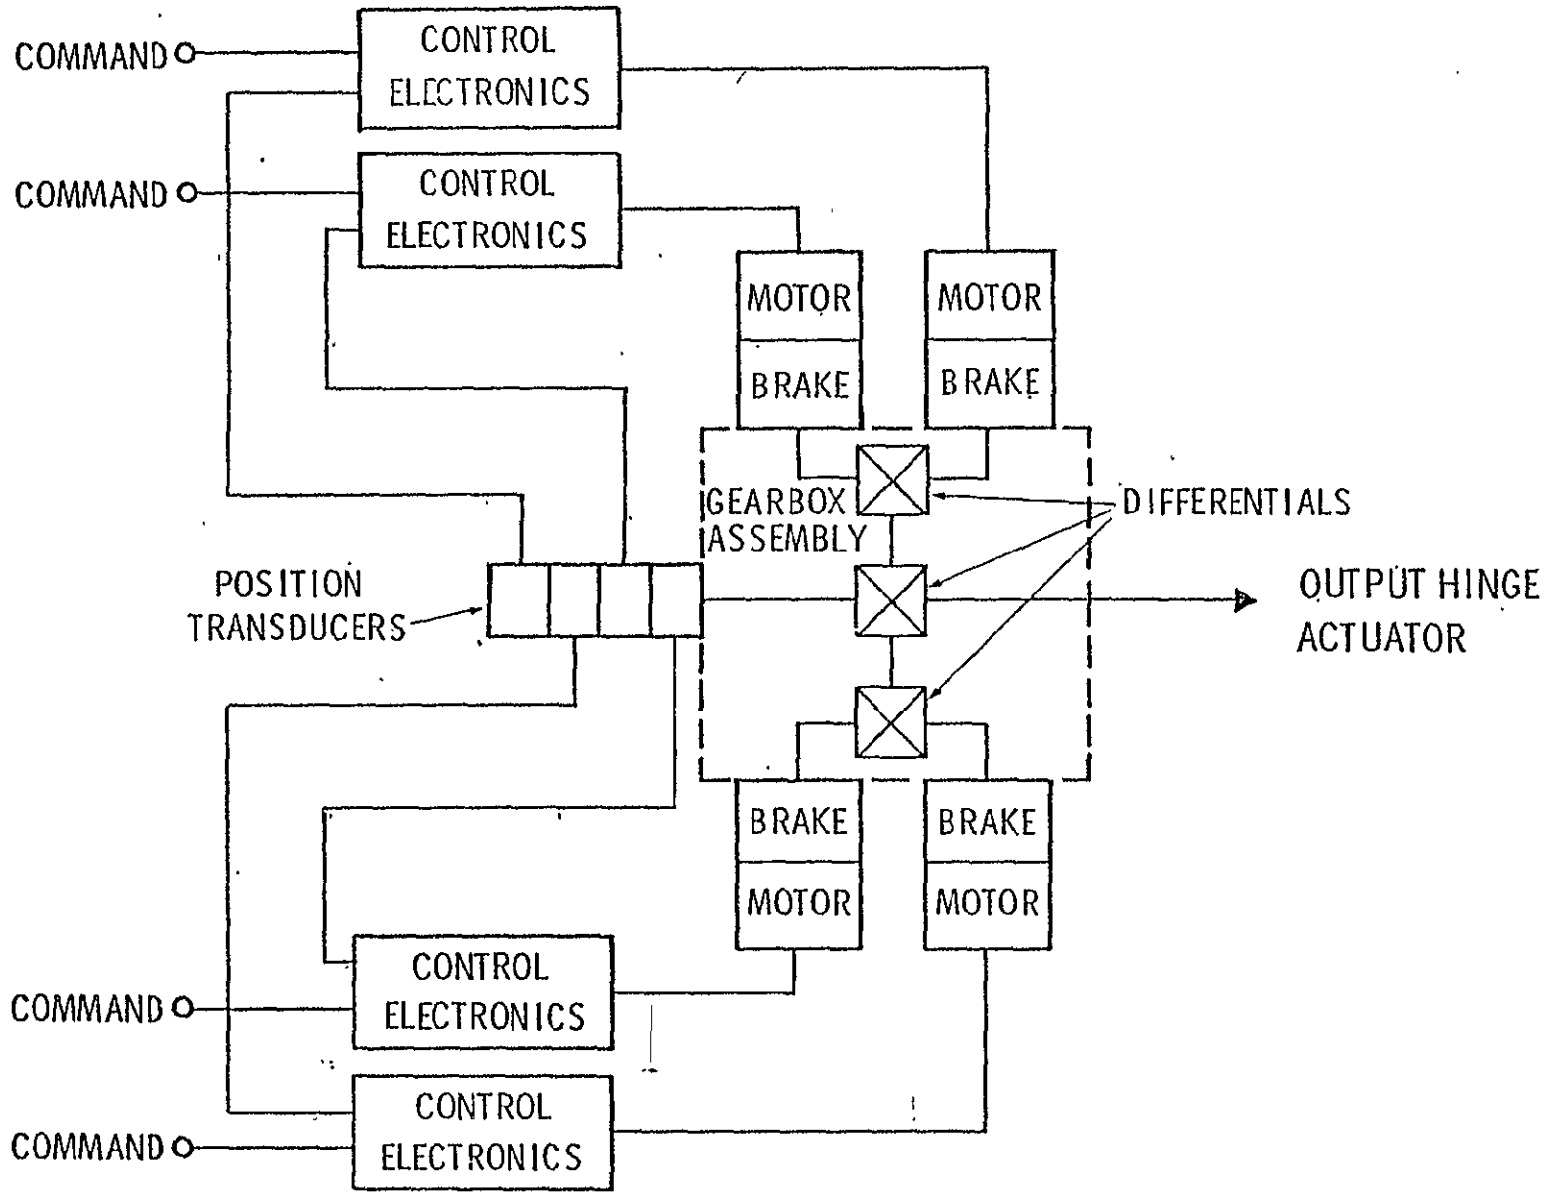 COMMAND
CONTROL
ELECTRONICS
COMMAND
CONTROL
ELECTRONICS
MOTOR
MOTOR
BRAKE
BRAKE
GEARBOX
ASSEMBLY
DIFFERENTIALS
POSITION
TRANSDUCERS
OUTPUT HINGE
ACTUATOR
BRAKE
BRAKE
MOTOR
MOTOR
COMMAND
CONTROL
ELECTRONICS
COMMAND
CONTROL
ELECTRONICS